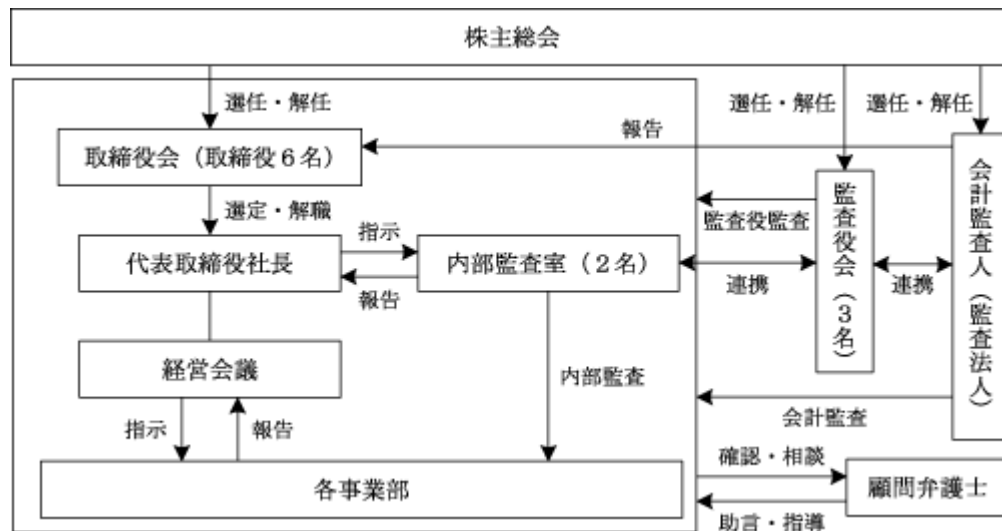 株主総会
選任・解任
選任・解任
選任・解任
報告
取締役会（取締役６名）
会計監査人（監査法人）
監査役会（３名）
選定・解職
監査役監査
指示
代表取締役社長
内部監査室（２名）
報告
連携
連携
経営会議
内部監査
指示
報告
会計監査
確認・相談
各事業部
顧問弁護士
助言・指導